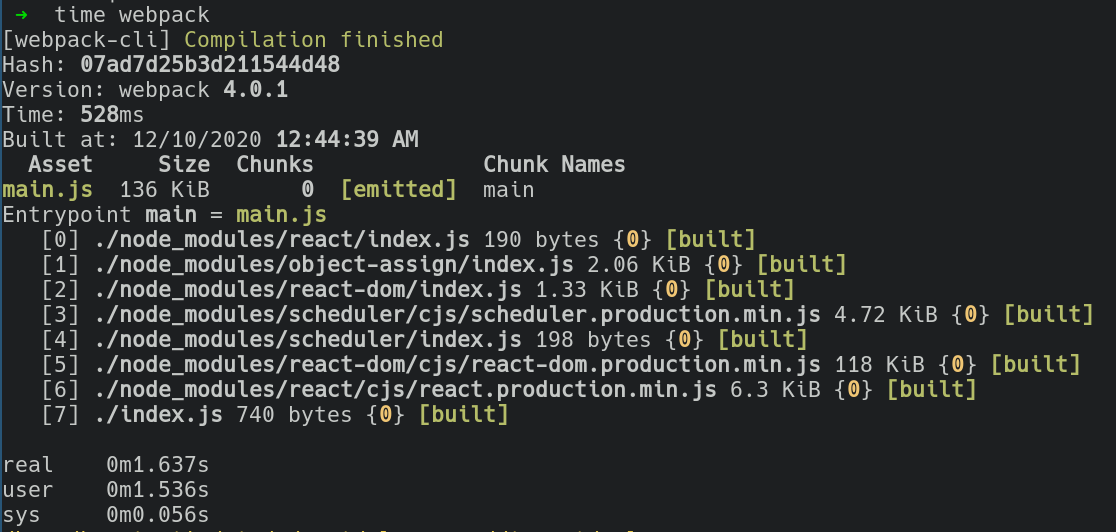 ➜ time webpack
[webpack-cli] Compilation finished
Hash: 07ad7d25b3d211544d48
Version: webpack 4.0.1
Time: 528ms
Built at: 12/10/2020 12:44:39 AM
Asset Size Chunks Chunk Names
main.js 136 KiB 0 [emitted] main
Entrypoint main = main.js
[0] ./node_modules/react/index.js 190 bytes {0} [built]
[1] ./node_modules/object-assign/index.js 2.06 KiB {0} [built]
[2] ./node_modules/react-dom/index.js 1.33 KiB {0} [built]
[3] ./node_modules/scheduler/cjs/scheduler.production.min.js 4.72 KiB {0} [built]
[4] ./node_modules/scheduler/index.js 198 bytes {0} [built]
[5] ./node_modules/react-dom/cjs/react-dom.production.min.js 118 KiB {0} [built]
[6] ./node_modules/react/cjs/react.production.min.js 6.3 KiB {0} [built]
[7] ./index.js 740 bytes {0} [built]
real 0m1.637s
user 0m1.536s
sys 0m0.056s